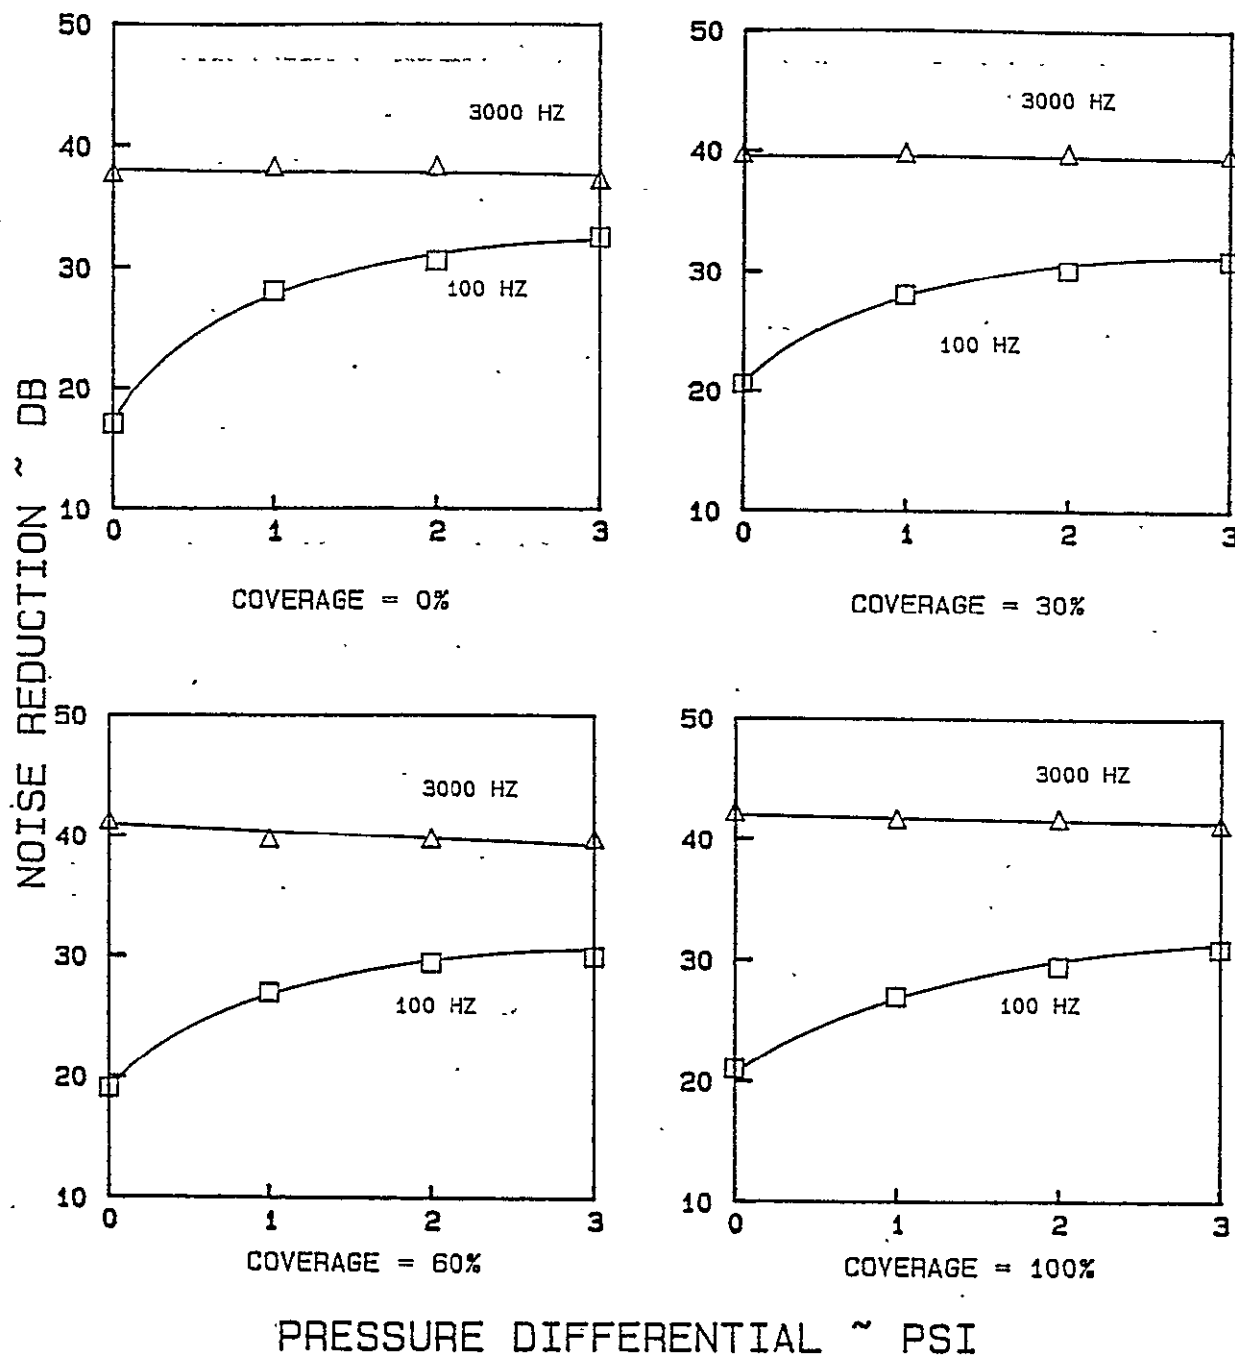 NOISE REDUCTION ~ DB
50
40
30
20
10
3000 HZ
100 HZ
0 1 2 3
COVERAGE = 0%
50
40
30
20
10
3000 HZ
100 HZ
0 1 2 3
COVERAGE = 30%
50
40
30
20
10
3000 HZ
100 HZ
0 1 2 3
COVERAGE = 60%
50
40
30
20
10
3000 HZ
100 HZ
0 1 2 3
COVERAGE = 100%
PRESSURE DIFFERENTIAL ~ PSI